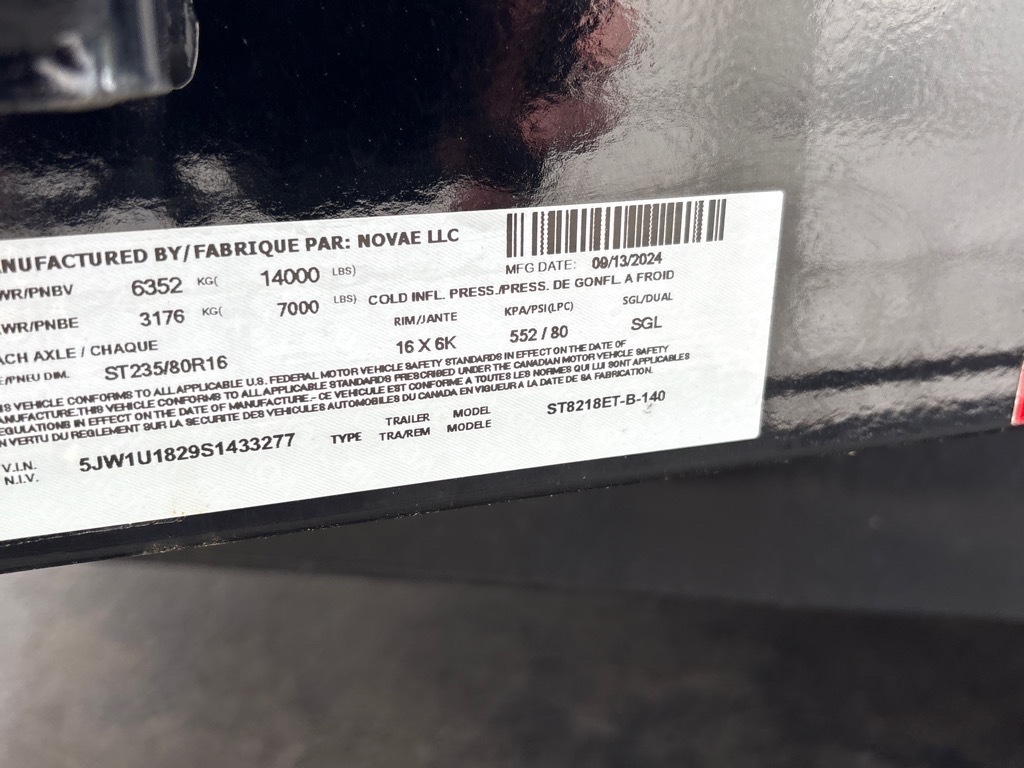 ANUFACTURED BY/FABRIQUE PAR: NOVAE LLC
MFG DATE: 09/13/2024
WR/PNBV 6352 KG( 14000 LBS)
WR/PNBE 3176 KG( 7000 LBS) COLD INFL. PRESS./PRESS. DE GONFL. A FROID
ACH AXLE / CHAQUE RIM/JANTE KPA/PSI(LPC) SGL/DUAL
E/PNEU DIM. ST235/80R16 16 X 6K 552 / 80 SGL
S VEHICLE CONFORMS TO ALL APPLICABLE U.S. FEDERAL MOTOR VEHICLE SAFETY STANDARDS IN EFFECT ON THE DATE OF
ANUFACTURE.THIS VEHICLE CONFORMS TO ALL APPLICABLE STANDARDS PRESCRIBED UNDER THE CANADIAN MOTOR VEHICLE SAFETY
EGULATIONS IN EFFECT ON THE DATE OF MANUFACTURE.- CE VEHICULE EST CONFORME A TOUTES LES NORMES QUI LUI SONT APPLICABLES
N VERTU DU REGLEMENT SUR LA SECURITE DES VEHICULES AUTOMOBILES DU CANADA EN VIGUEUR A LA DATE DE SA FABRICATION.
V.I.N. 5JW1U1829S1433277 TYPE TRAILER MODEL ST8218ET-B-140
N.I.V. TRA/REM MODELE